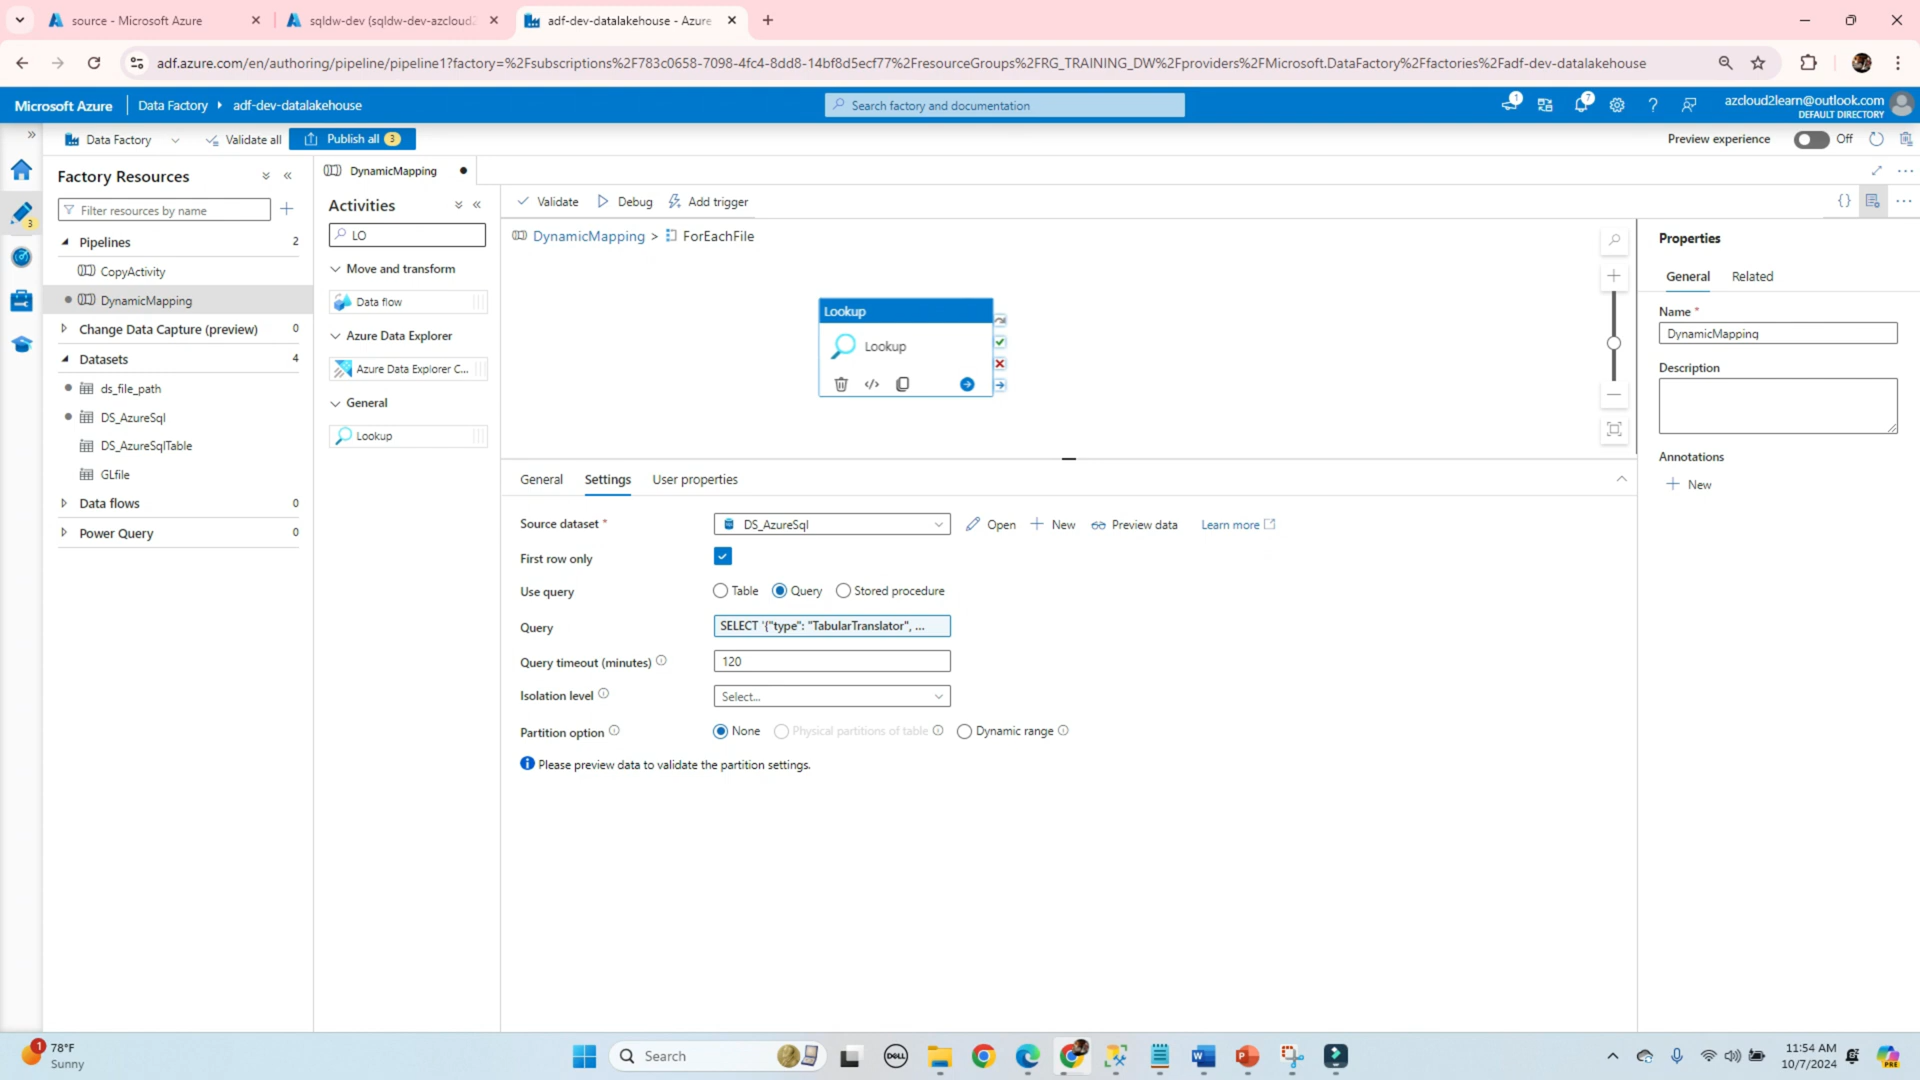 source - Microsoft Azure
sqldw-dev (sqldw-dev-azcloud2
adf-dev-datalakehouse - Azure
adf.azure.com/en/authoring/pipeline/pipeline1?factory=%2Fsubscriptions%2F783c0658-7098-4fc4-8dd8-14bf8d5ecf77%2FresourceGroups%2FRG_TRAINING_DW%2Fproviders%2FMicrosoft.DataFactory%2Ffactories%2Fadf-dev-datalakehouse
Microsoft Azure
Data Factory
adf-dev-datalakehouse
Search factory and documentation
1
7
azcloud2learn@outlook.com
DEFAULT DIRECTORY
Data Factory
Validate all
Publish all 3
Preview experience
Off
3
Factory Resources
Filter resources by name
Pipelines 2
CopyActivity
DynamicMapping
Change Data Capture (preview) 0
Datasets 4
ds_file_path
DS_AzureSql
DS_AzureSqlTable
GLfile
Data flows 0
Power Query 0
DynamicMapping
Activities
LO
Move and transform
Data flow
Azure Data Explorer
Azure Data Explorer C...
General
Lookup
Validate
Debug
Add trigger
DynamicMapping > ForEachFile
Lookup
Lookup
General
Settings
User properties
Source dataset *
DS_AzureSql
Open
New
Preview data
Learn more
First row only
Use query
Table
Query
Stored procedure
Query
SELECT '{"type": "TabularTranslator", ...
Query timeout (minutes)
120
Isolation level
Select...
Partition option
None
Physical partitions of table
Dynamic range
Please preview data to validate the partition settings.
Properties
General
Related
Name *
DynamicMapping
Description
Annotations
New
1
78°F
Sunny
Search
DELL
11:54 AM
10/7/2024
PRE